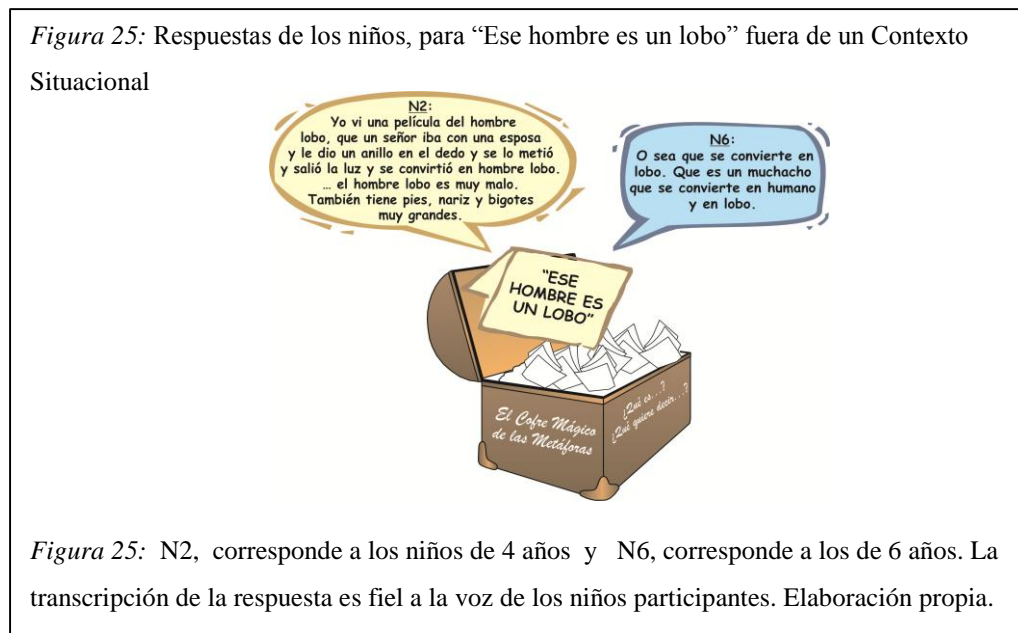 Figura 25: Respuestas de los niños, para “Ese hombre es un lobo” fuera de un Contexto
Situacional
N2:
Yo vi una película del hombre
lobo, que un señor iba con una esposa
y le dio un anillo en el dedo y se lo metió
y salió la luz y se convirtió en hombre lobo.
... el hombre lobo es muy malo.
También tiene pies, nariz y bigotes
muy grandes.
N6:
O sea que se convierte en
lobo. Que es un muchacho
que se convierte en humano
y en lobo.
“ESE
HOMBRE ES
UN LOBO”
El Cofre Mágico
de las Metáforas
¿Qué es...?
¿Qué quiere decir...?
Figura 25: N2, corresponde a los niños de 4 años y N6, corresponde a los de 6 años. La
transcripción de la respuesta es fiel a la voz de los niños participantes. Elaboración propia.